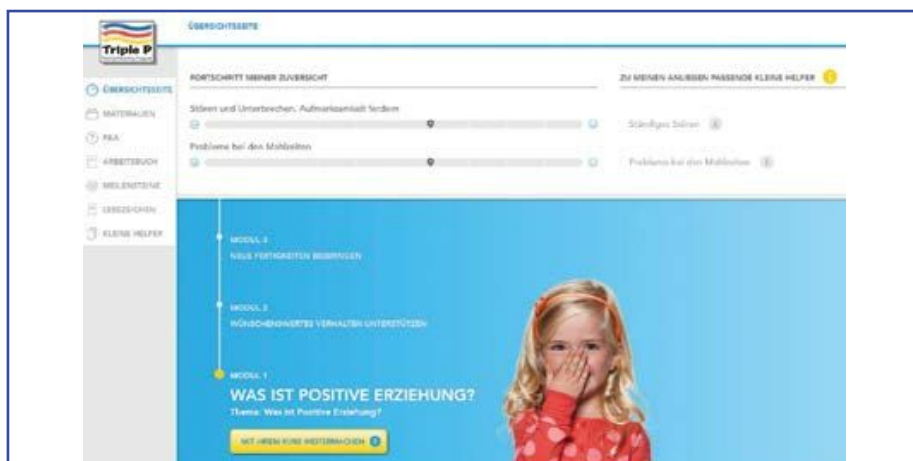 Triple P
ÜBERSICHTSSEITE
FORTSCHRITT MEINER ZUVERSICHT
ZU MEINEN ANLIEGEN PASSENDE KLEINE HELFER
Stören und Unterbrechen, Aufmerksamkeit fordern
Ständiges Stören
Probleme bei den Mahlzeiten
Probleme bei den Mahlzeiten
ÜBERSICHTSSEITE
MATERIALIEN
F&A
ARBEITSBUCH
MEILENSTEINE
LESEZEICHEN
KLEINE HELFER
MODUL 3
NEUE FERTIGKEITEN BEIBRINGEN
MODUL 2
WÜNSCHENSWERTES VERHALTEN UNTERSTÜTZEN
MODUL 1
WAS IST POSITIVE ERZIEHUNG?
Thema: Was ist Positive Erziehung?
MIT IHREM KURS WEITERMACHEN